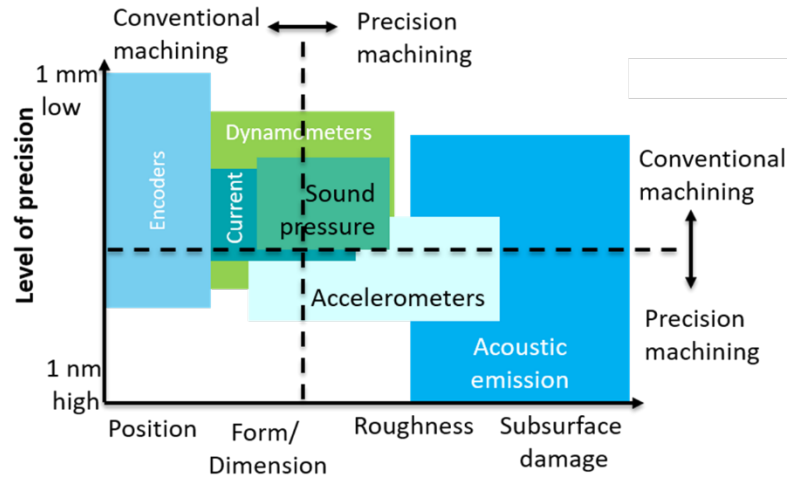 Conventional
machining
Precision
machining
1 mm
low
Level of precision
1 nm
high
Encoders
Dynamometers
Current
Sound
pressure
Accelerometers
Acoustic
emission
Conventional
machining
Precision
machining
Position
Form/
Dimension
Roughness
Subsurface
damage